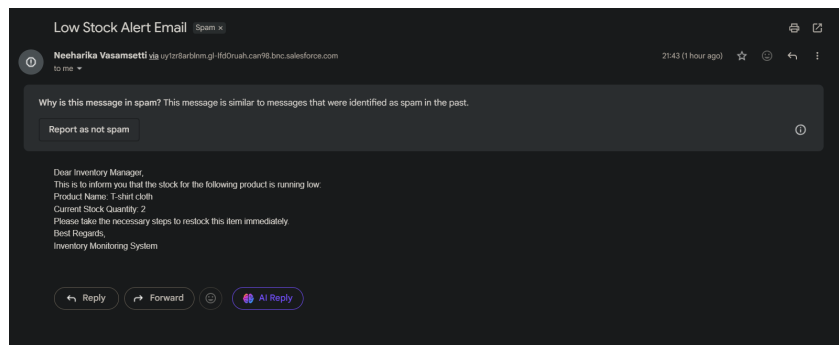 Low Stock Alert Email Spam ×
Neeharika Vasamsetti via uy1zr8arblnm.gl-lfd0ruah.can98.bnc.salesforce.com 21:43 (1 hour ago)
to me
Why is this message in spam? This message is similar to messages that were identified as spam in the past.
Report as not spam
Dear Inventory Manager,
This is to inform you that the stock for the following product is running low:
Product Name: T-shirt cloth
Current Stock Quantity: 2
Please take the necessary steps to restock this item immediately.
Best Regards,
Inventory Monitoring System
Reply Forward AI Reply